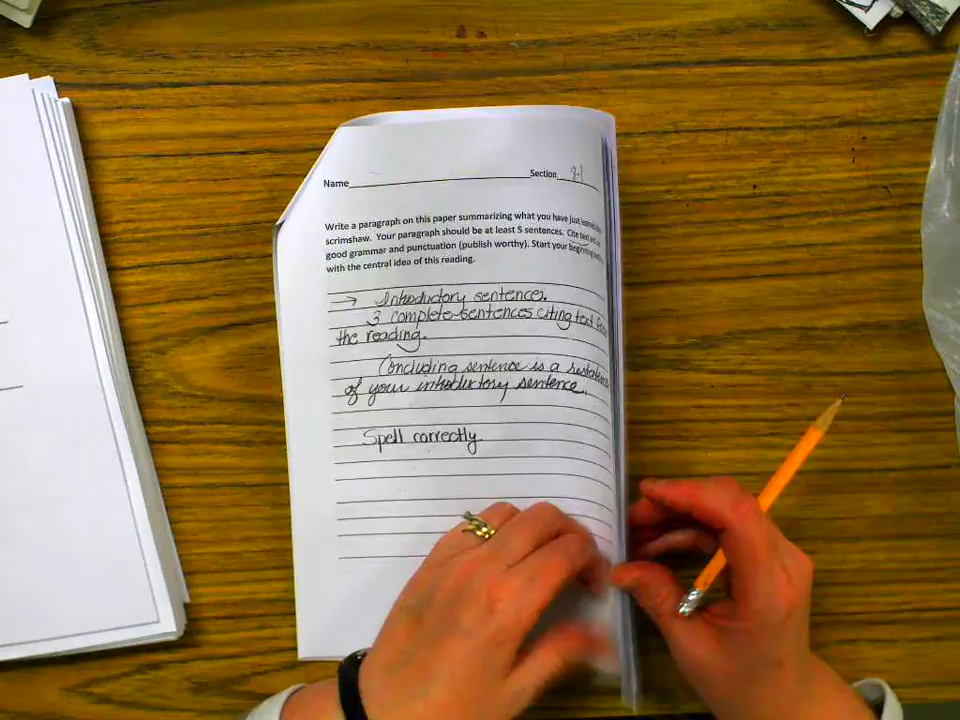 Name Section 8-1
Write a paragraph on this paper summarizing what you have just
scrimshaw. Your paragraph should be at least 5 sentences. Cite text
good grammar and punctuation (publish worthy). Start your beginning
with the central idea of this reading.
→ Introductory sentence.
3 complete sentences citing text from
the reading.
Concluding sentence is a
of your introductory sentence.
Spell correctly